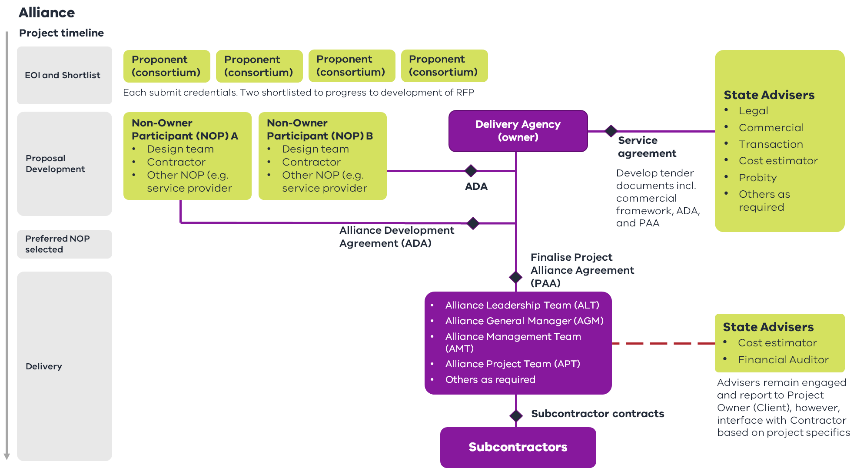 Alliance
Project timeline
EOI and Shortlist
Proponent
(consortium)
Proponent
(consortium)
Proponent
(consortium)
Proponent
(consortium)
Each submit credentials. Two shortlisted to progress to development of RFP
Proposal
Development
Non-Owner
Participant (NOP) A
• Design team
• Contractor
• Other NOP (e.g.
service provider
Non-Owner
Participant (NOP) B
• Design team
• Contractor
• Other NOP (e.g.
service provider
Delivery Agency
(owner)
Service
agreement
Develop tender
documents incl.
commercial
framework, ADA,
and PAA
State Advisers
• Legal
• Commercial
• Transaction
• Cost estimator
• Probity
• Others as
required
ADA
Alliance Development
Agreement (ADA)
Preferred NOP
selected
Finalise Project
Alliance Agreement
(PAA)
Delivery
• Alliance Leadership Team (ALT)
• Alliance General Manager (AGM)
• Alliance Management Team
(AMT)
• Alliance Project Team (APT)
• Others as required
State Advisers
• Cost estimator
• Financial Auditor
Advisers remain engaged
and report to Project
Owner (Client), however,
interface with Contractor
based on project specifics
Subcontractor contracts
Subcontractors